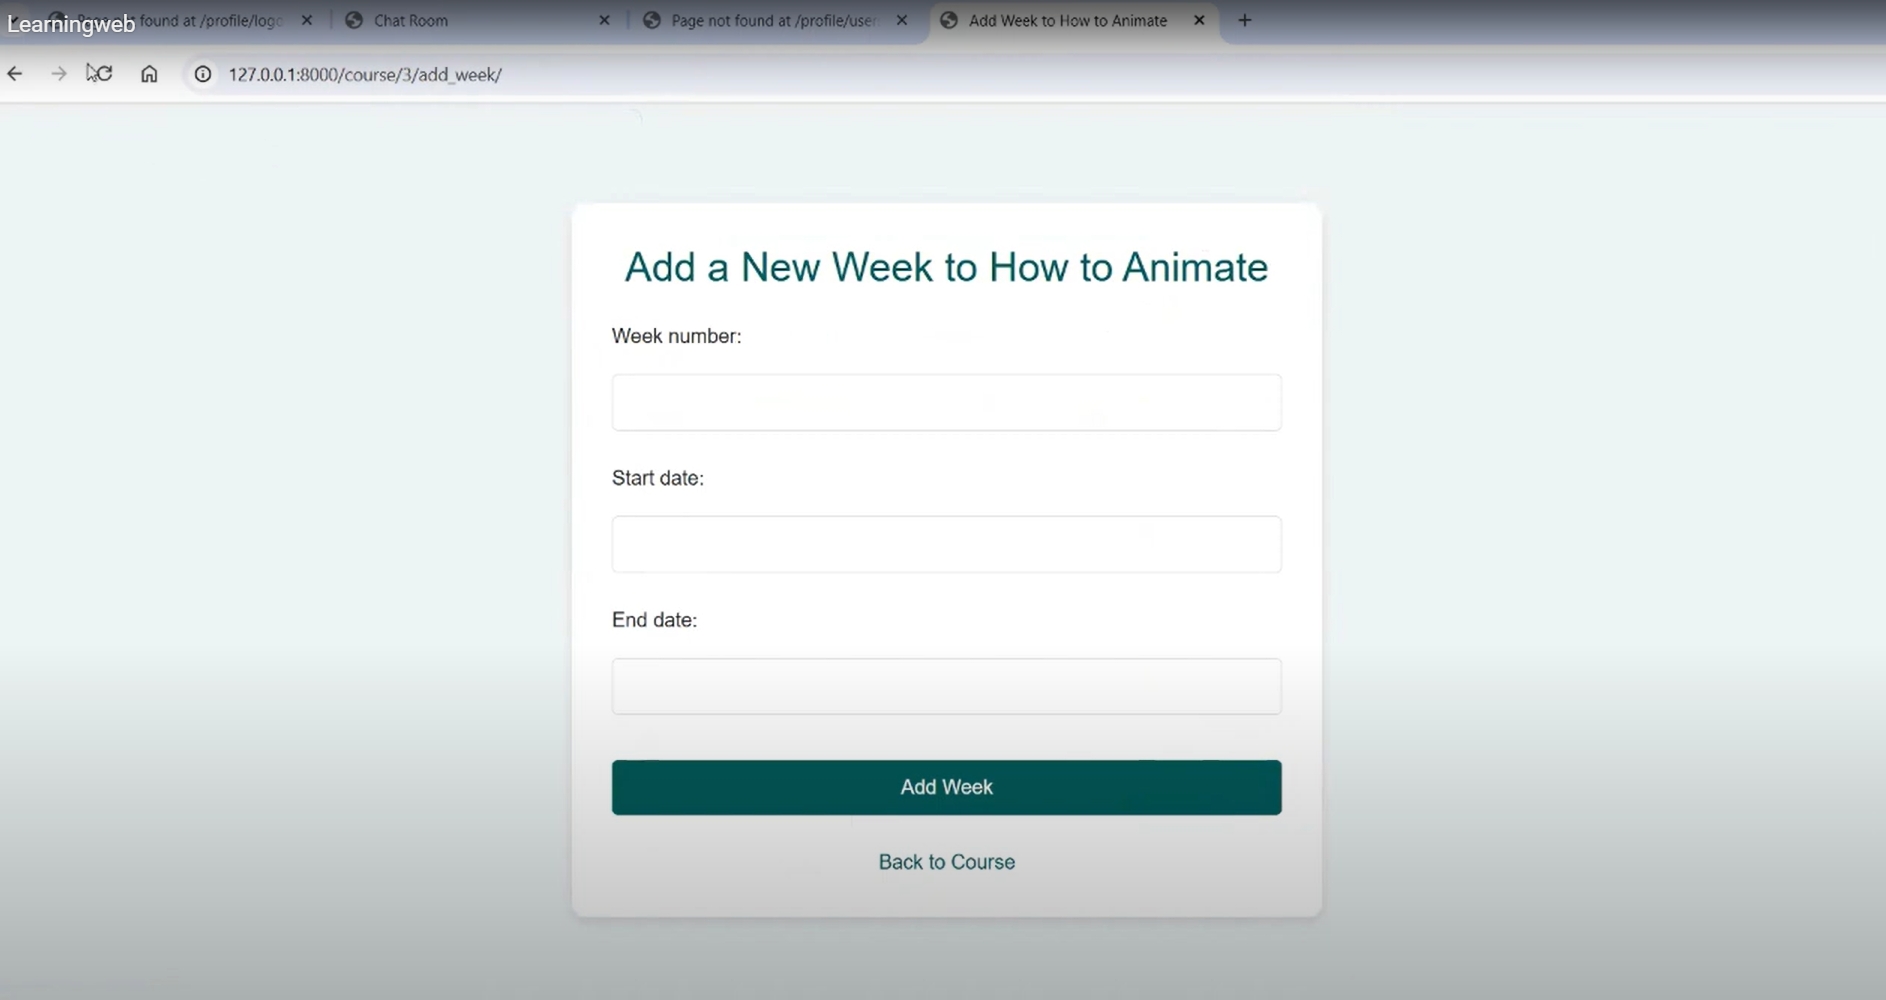 Learningweb
found at /profile/logo
Chat Room
Page not found at /profile/user
Add Week to How to Animate
127.0.0.1:8000/course/3/add_week/
Add a New Week to How to Animate
Week number:
Start date:
End date:
Add Week
Back to Course